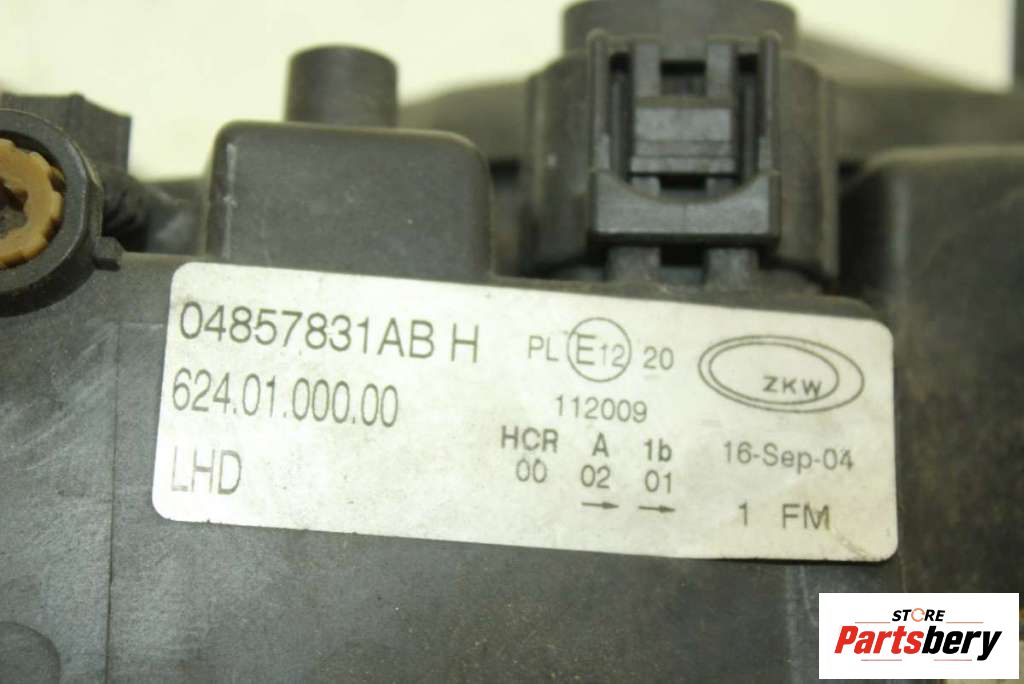 04857831AB H
624.01.000.00
LHD
PL E12 20
112009
HCR A 1b
00 02 01
→ →
ZKW
16-Sep-04
1 FM
STORE
Partsbery